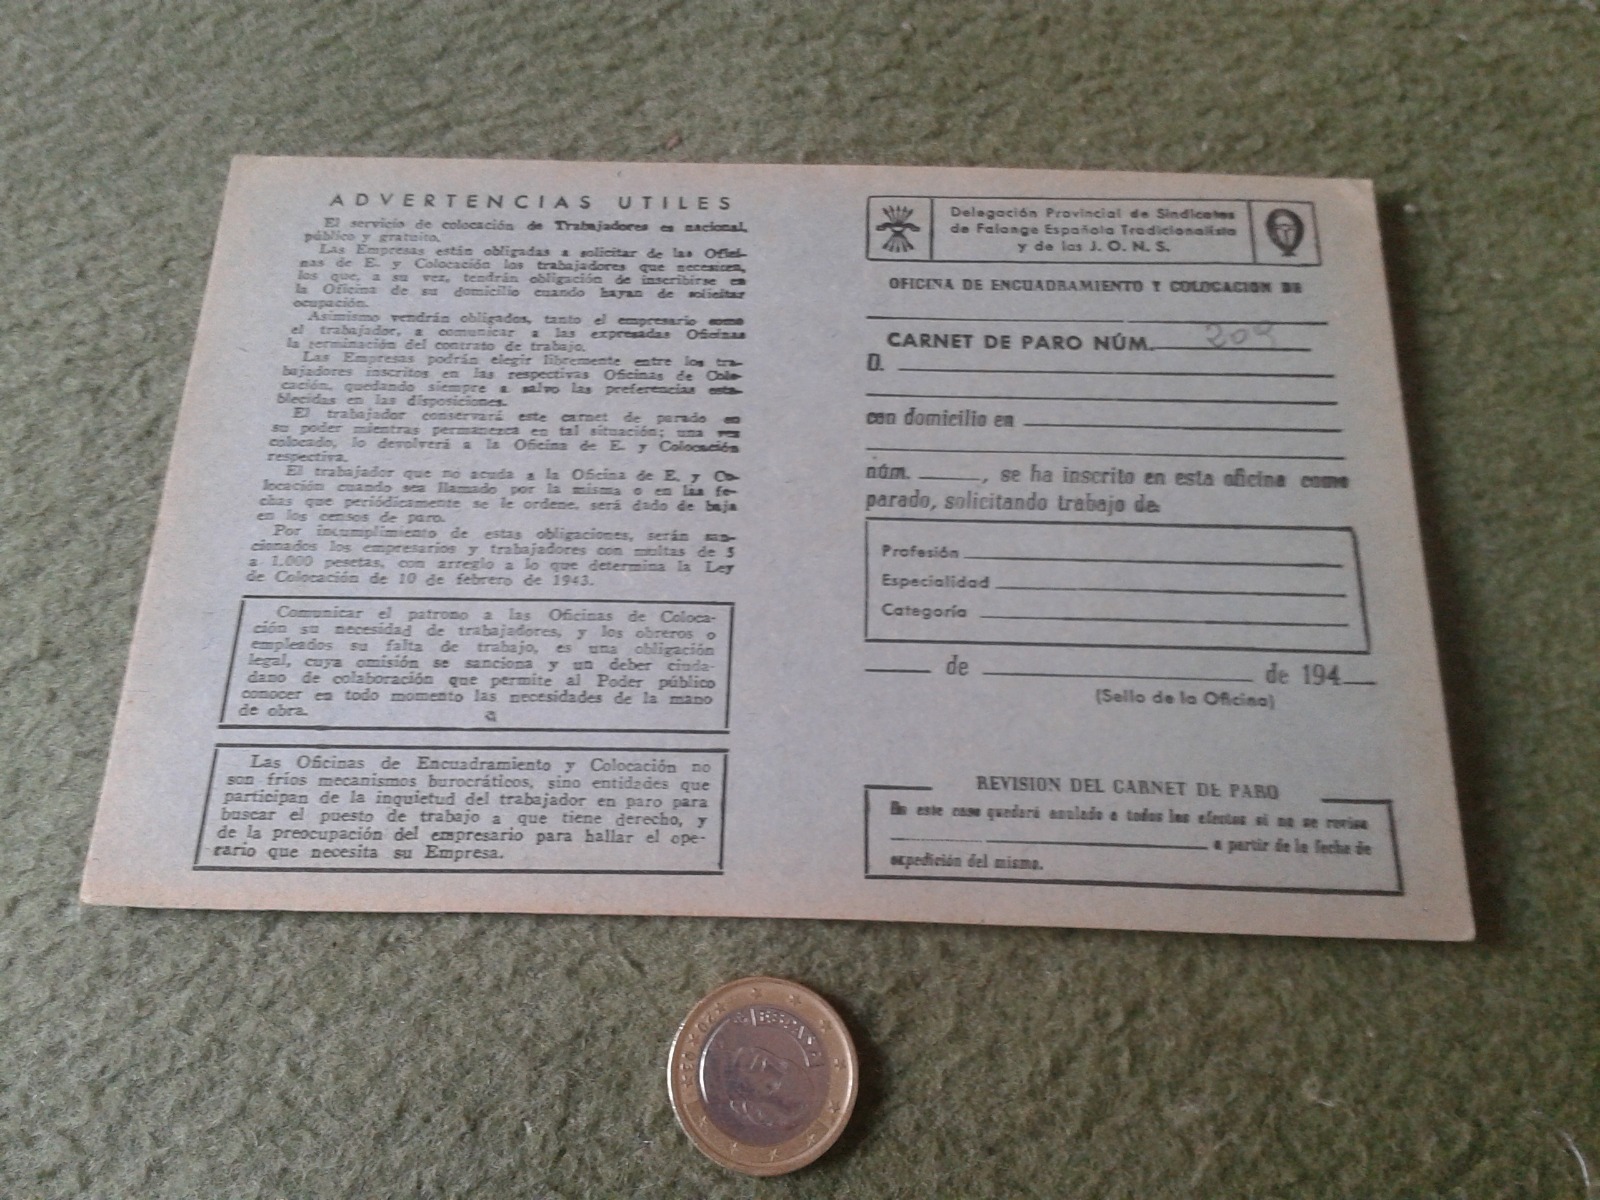 ADVERTENCIAS UTILES
El servicio de colocación de Trabajadores es nacional,
público y gratuito.
Las Empresas están obligadas a solicitar de las Ofici-
nas de E. y Colocación los trabajadores que necesiten,
los que, a su vez, tendrán obligación de inscribirse en
la Oficina de su domicilio cuando hayan de solicitar
ocupación.
Asimismo vendrán obligados, tanto el empresario como
el trabajador, a comunicar a las expresadas Oficinas
la terminación del contrato de trabajo.
Las Empresas podrán elegir libremente entre los tra-
bajadores inscritos en las respectivas Oficinas de Colo-
cación, quedando siempre a salvo las preferencias esta-
blecidas en las disposiciones.
El trabajador conservará este carnet de parado en
su poder mientras permanezca en tal situación; una vez
colocado, lo devolverá a la Oficina de E. y Colocación
respectiva.
El trabajador que no acuda a la Oficina de E. y Co-
locación cuando sea llamado por la misma o en las fe-
chas que periódicamente se le ordene, será dado de baja
en los censos de paro.
Por incumplimiento de estas obligaciones, serán san-
cionados los empresarios y trabajadores con multas de 5
a 1.000 pesetas, con arreglo a lo que determina la Ley
de Colocación de 10 de febrero de 1943.
Comunicar el patrono a las Oficinas de Coloca-
ción su necesidad de trabajadores, y los obreros o
empleados su falta de trabajo, es una obligación
legal, cuya omisión se sanciona y un deber ciuda-
dano de colaboración que permite al Poder público
conocer en todo momento las necesidades de la mano
de obra.
Las Oficinas de Encuadramiento y Colocación no
son fríos mecanismos burocráticos, sino entidades que
participan de la inquietud del trabajador en paro para
buscar el puesto de trabajo a que tiene derecho, y
de la preocupación del empresario para hallar el ope-
rario que necesita su Empresa.
Delegación Provincial de Sindicatos
de Falange Española Tradicionalista
y de las J. O. N. S.
OFICINA DE ENCUADRAMIENTO Y COLOCACION DE
CARNET DE PARO NÚM. 209
D.
con domicilio en
núm. , se ha inscrito en esta oficina como
parado, solicitando trabajo de:
Profesión
Especialidad
Categoría
de de 194
(Sello de la Oficina)
REVISION DEL CARNET DE PARO
En este caso quedará anulado a todos los efectos si no se revisa
a partir de la fecha de
expedición del mismo.
ESPAÑA